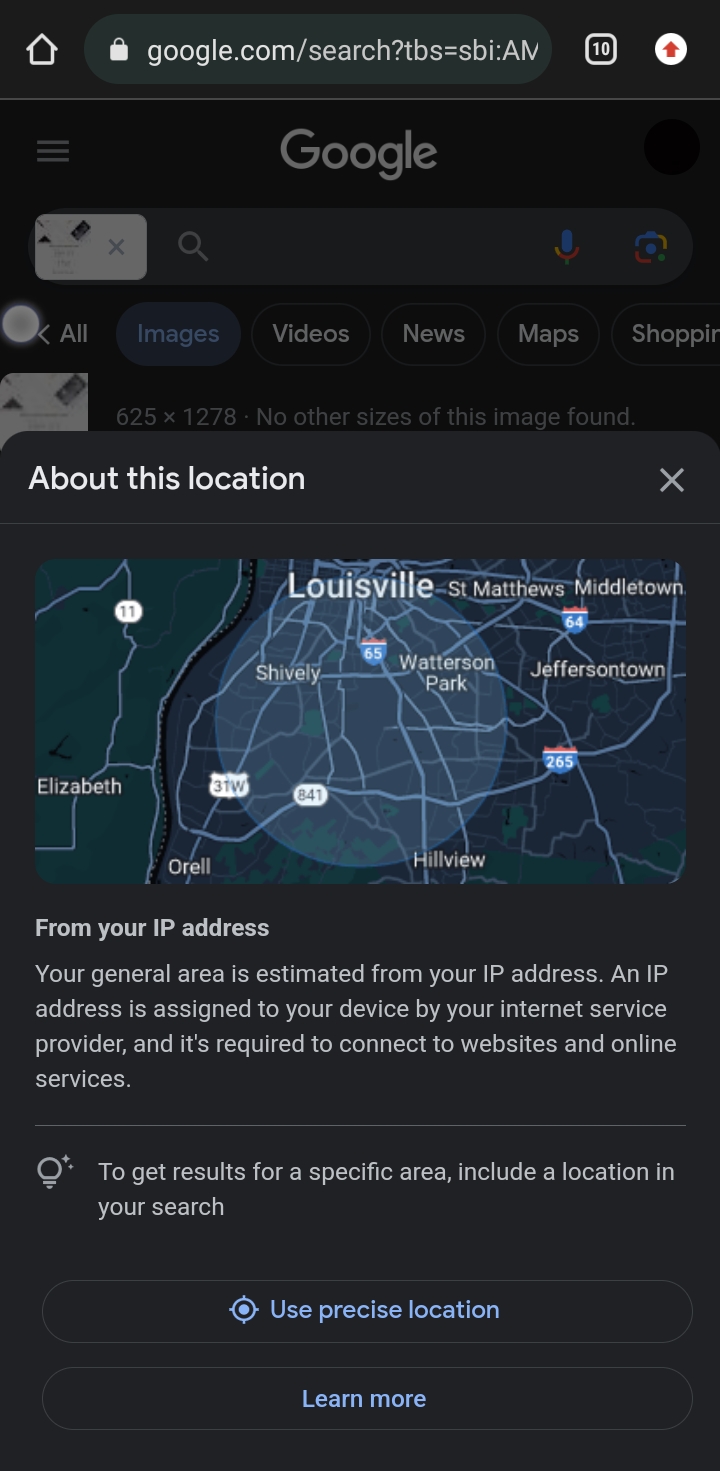 google.com/search?tbs=sbi:AM
10
Google
All Images Videos News Maps Shoppin
625 × 1278 · No other sizes of this image found.
About this location
Louisville St Matthews Middletown
11
64
65
Shively Watterson Park Jeffersontown
265
Elizabeth 31W 841
Orell Hillview
From your IP address
Your general area is estimated from your IP address. An IP
address is assigned to your device by your internet service
provider, and it's required to connect to websites and online
services.
To get results for a specific area, include a location in
your search
Use precise location
Learn more